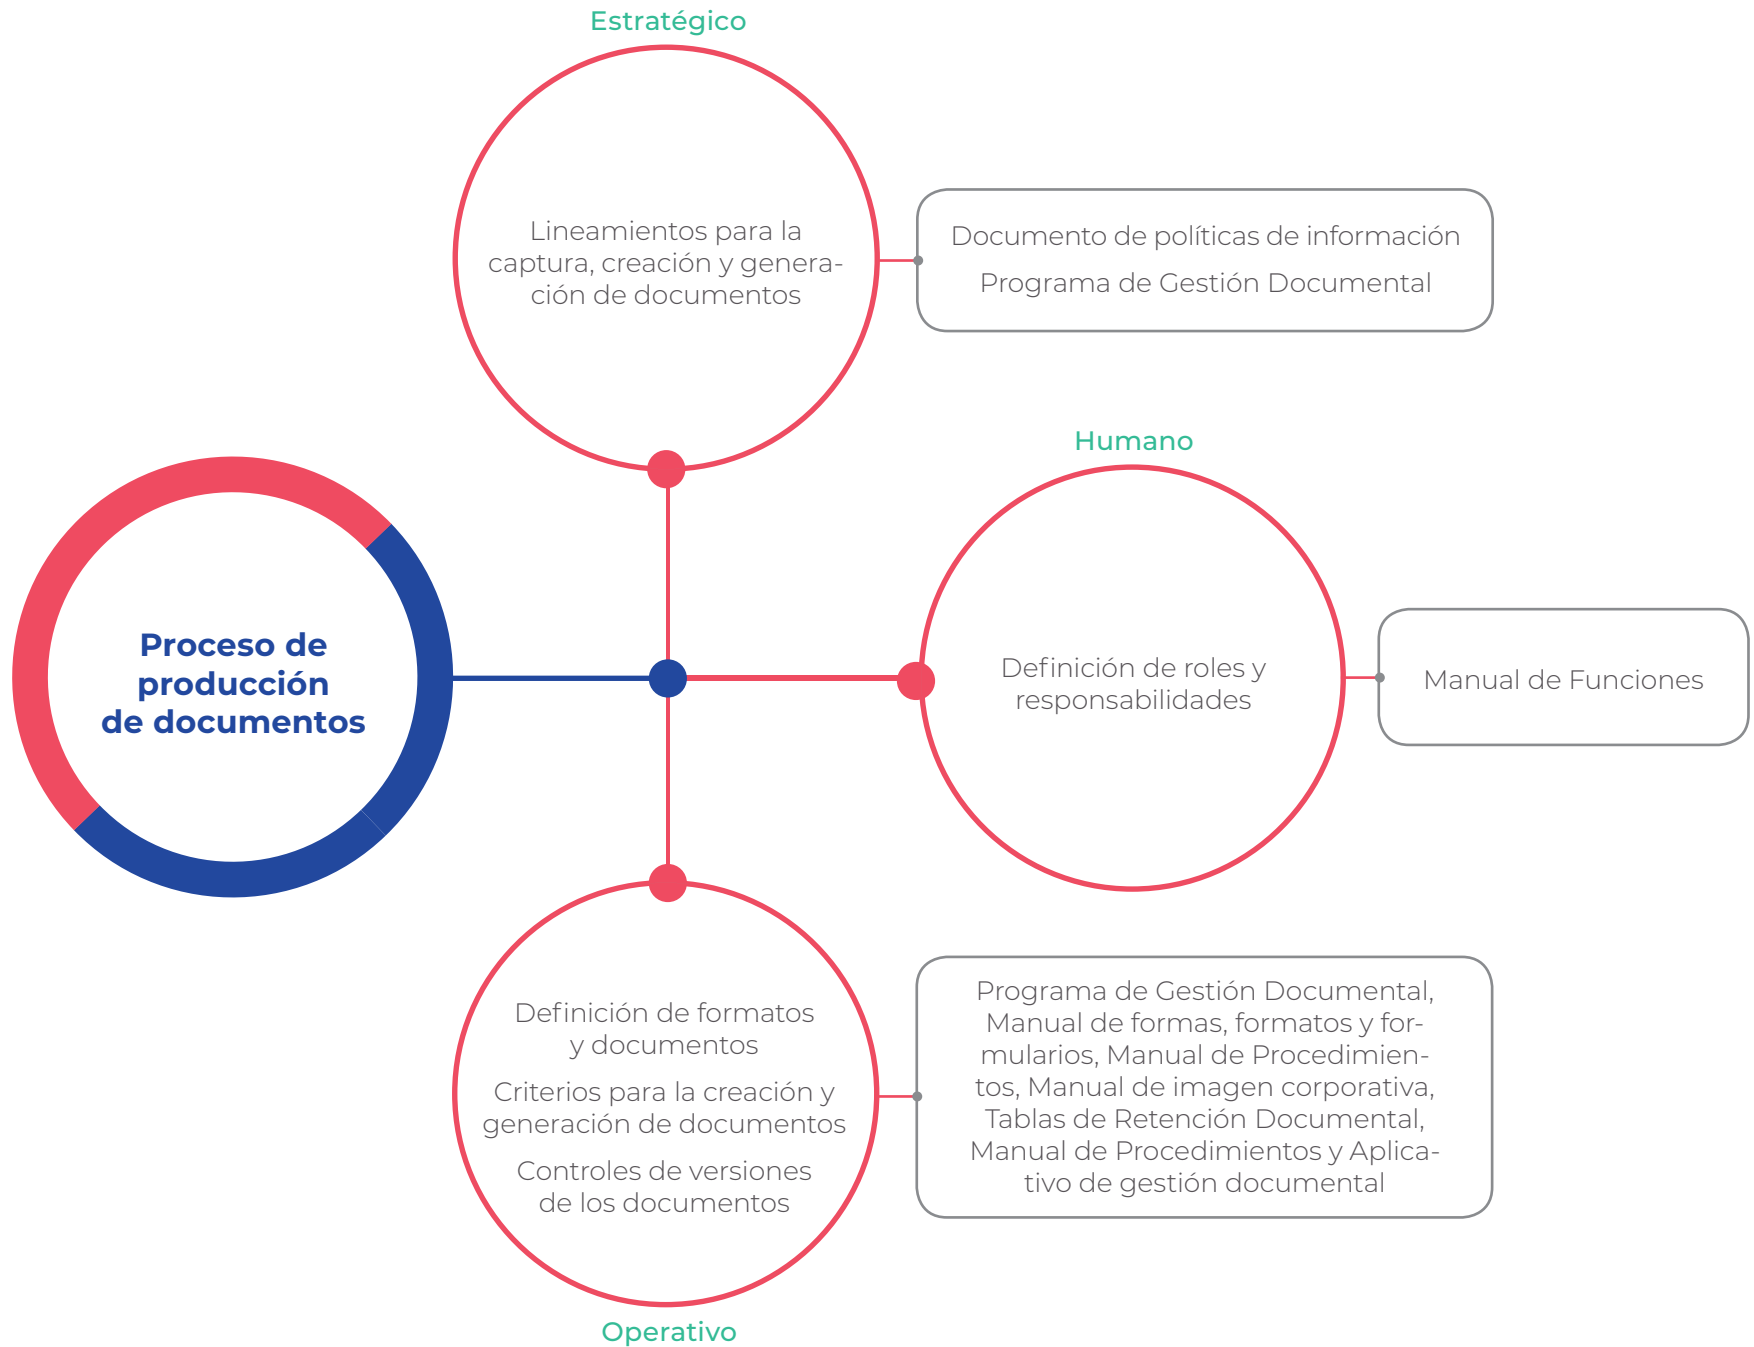 Estratégico
Lineamientos para la
captura, creación y genera-
ción de documentos
Documento de políticas de información
Programa de Gestión Documental
Humano
Definición de roles y
responsabilidades
Manual de Funciones
Proceso de
producción
de documentos
Definición de formatos
y documentos
Criterios para la creación y
generación de documentos
Controles de versiones
de los documentos
Programa de Gestión Documental,
Manual de formas, formatos y for-
mularios, Manual de Procedimien-
tos, Manual de imagen corporativa,
Tablas de Retención Documental,
Manual de Procedimientos y Aplica-
tivo de gestión documental
Operativo